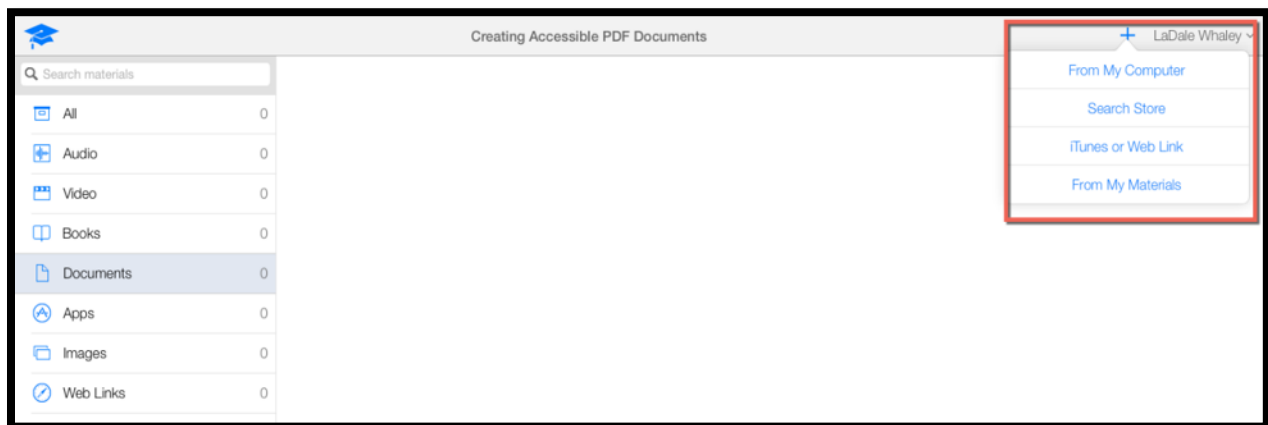 Creating Accessible PDF Documents
LaDale Whaley
Search materials
All 0
Audio 0
Video 0
Books 0
Documents 0
Apps 0
Images 0
Web Links 0
From My Computer
Search Store
iTunes or Web Link
From My Materials